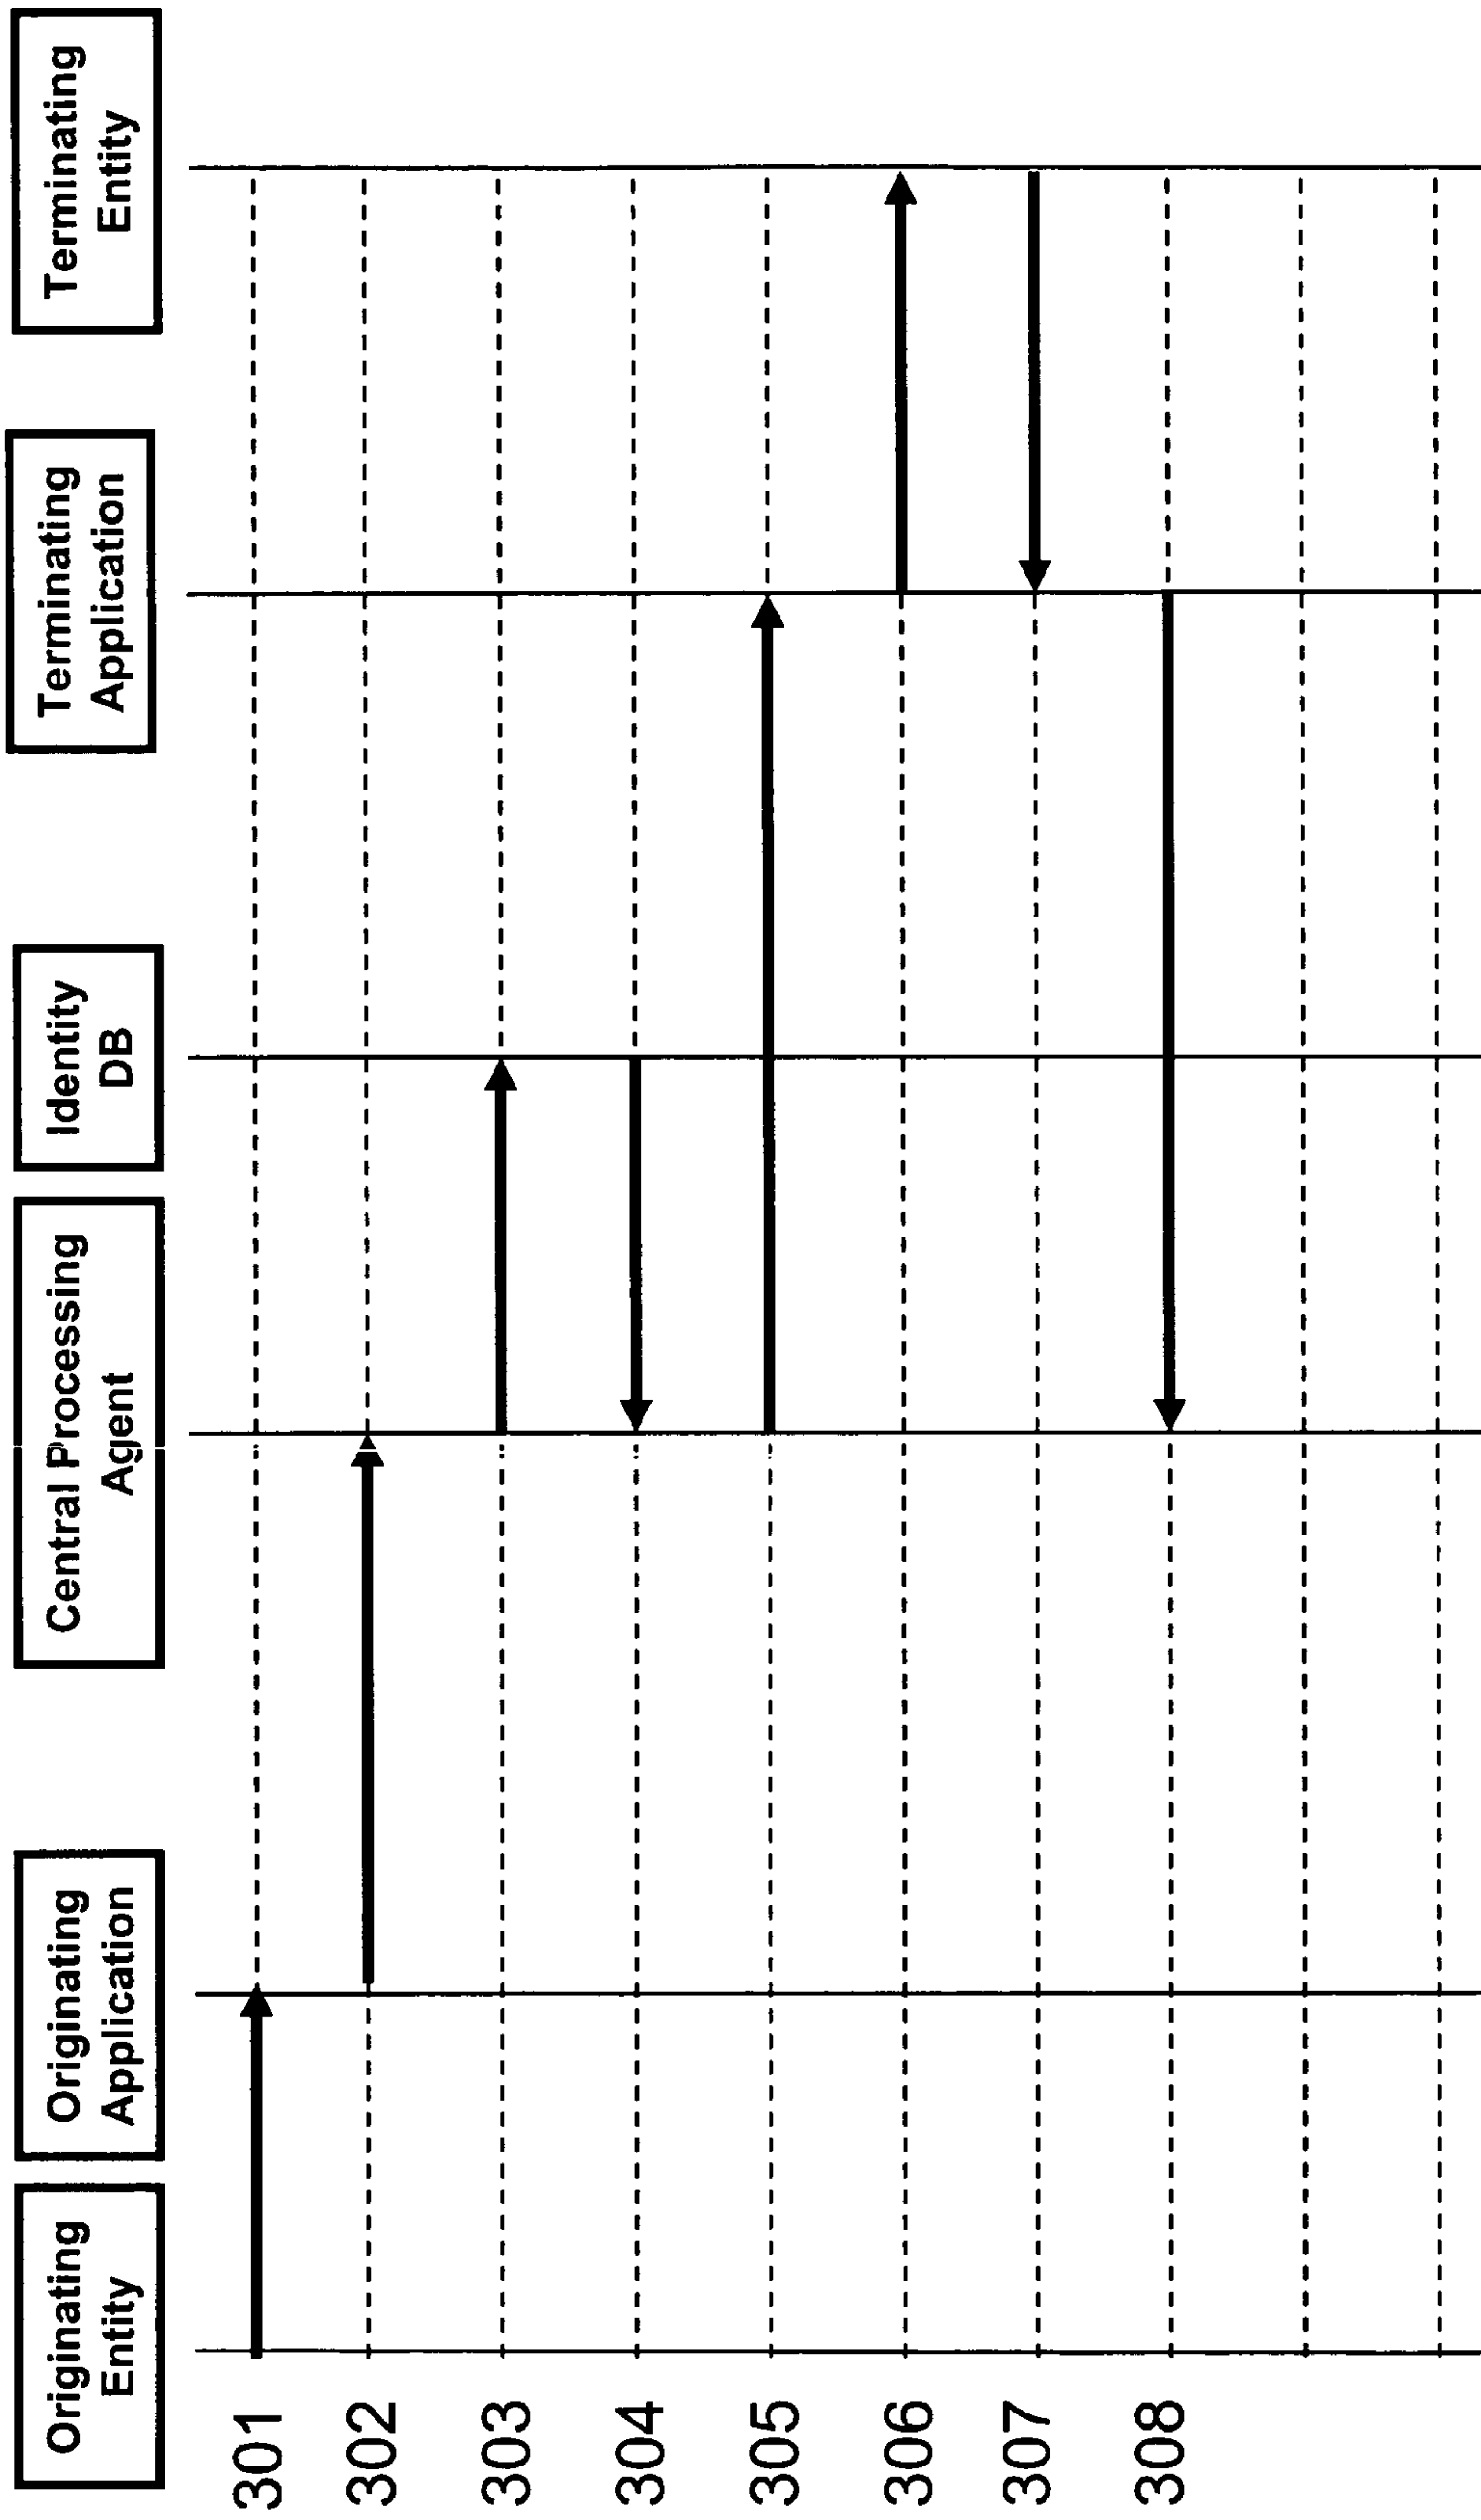 Originating
Entity
Originating
Application
Central Processing
Agent
Identity
DB
Terminating
Application
Terminating
Entity
301
302
303
304
305
306
307
308